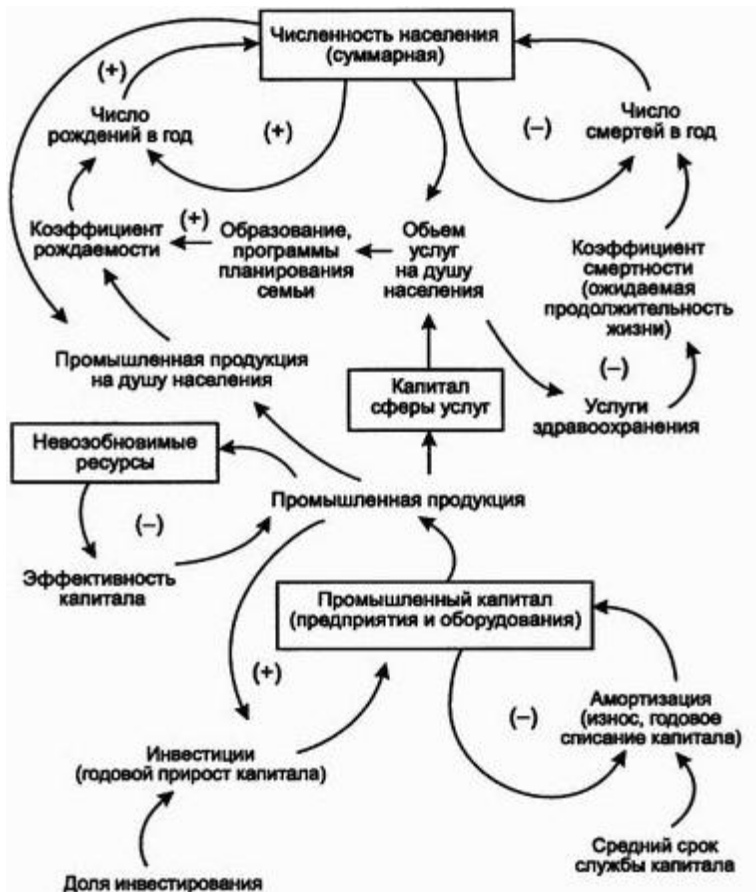 Численность населения
(суммарная)
(+)
Число
рождений в год
(+)
(–)
Число
смертей в год
Коэффициент
рождаемости
(+)
Образование,
программы
планирования
семьи
Обьем
услуг
на душу
населения
Коэффициент
смертности
(ожидаемая
продолжительность
жизни)
Промышленная продукция
на душу населения
Капитал
сферы услуг
(–)
Услуги
здравоохранения
Невозобновимые
ресурсы
(–)
Промышленная продукция
Эффективность
капитала
Промышленный капитал
(предприятия и оборудования)
(+)
(–)
Амортизация
(износ, годовое
списание капитала)
Инвестиции
(годовой прирост капитала)
Средний срок
службы капитала
Доля инвестирования